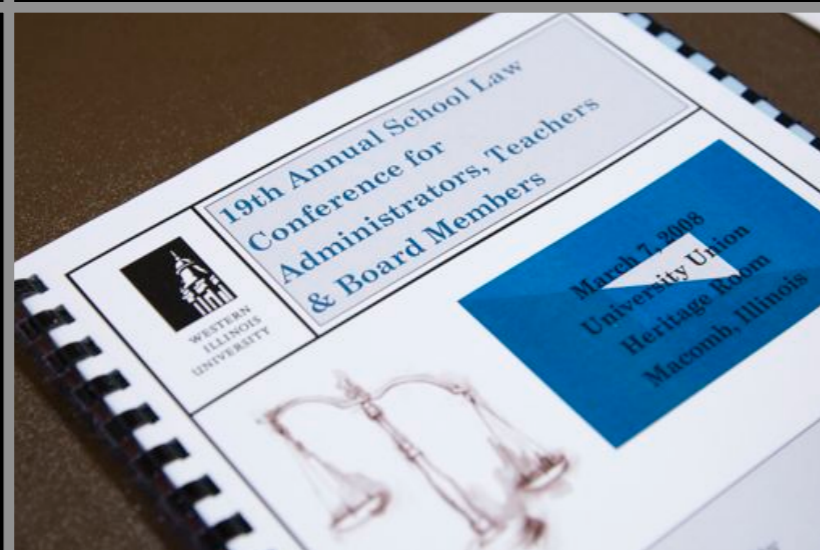 19th Annual School Law
Conference for
Administrators, Teachers
& Board Members
WESTERN
ILLINOIS
UNIVERSITY
March 7, 2008
University Union
Heritage Room
Macomb, Illinois